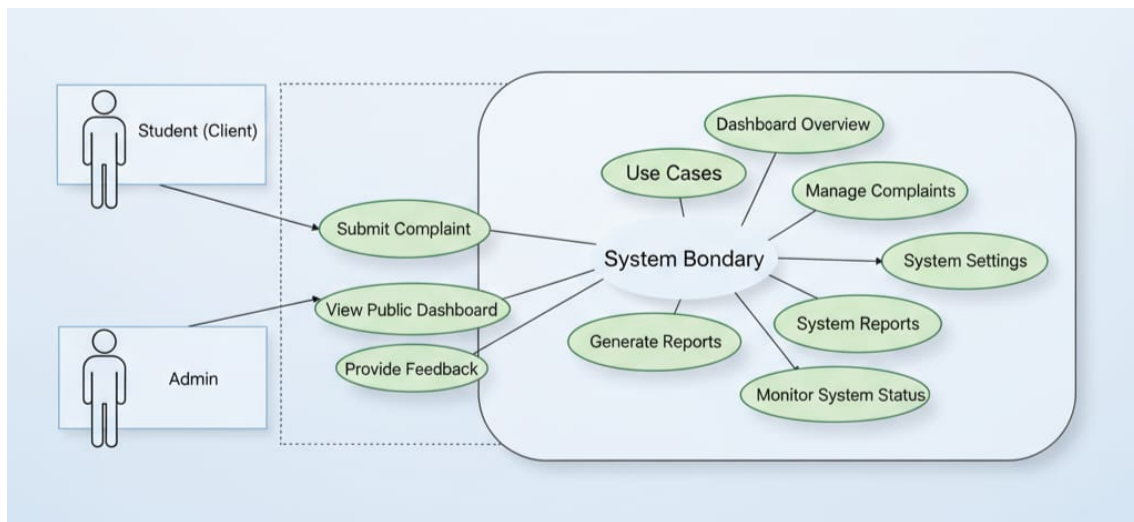 Student (Client)
Admin
Submit Complaint
View Public Dashboard
Provide Feedback
Dashboard Overview
Use Cases
Manage Complaints
System Bondary
System Settings
System Reports
Generate Reports
Monitor System Status